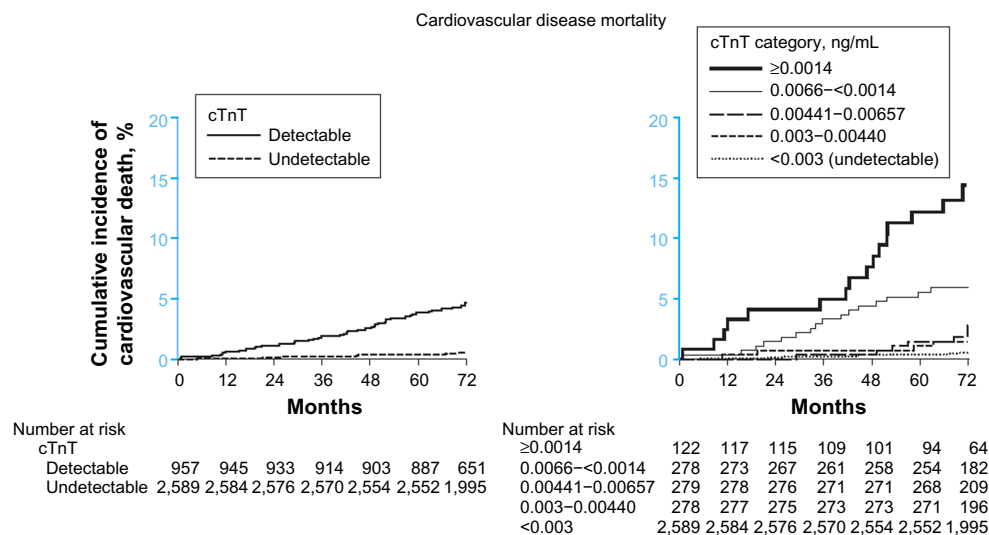 Cardiovascular disease mortality
cTnT
Detectable
Undetectable
Cumulative incidence of
cardiovascular death, %
20
15
10
5
0
0 12 24 36 48 60 72
Months
Number at risk
cTnT
Detectable 957 945 933 914 903 887 651
Undetectable 2,589 2,584 2,576 2,570 2,554 2,552 1,995
cTnT category, ng/mL
≥0.0014
0.0066–<0.0014
0.00441–0.00657
0.003–0.00440
<0.003 (undetectable)
20
15
10
5
0
0 12 24 36 48 60 72
Months
Number at risk
≥0.0014 122 117 115 109 101 94 64
0.0066–<0.0014 278 273 267 261 258 254 182
0.00441–0.00657 279 278 276 271 271 268 209
0.003–0.00440 278 277 275 273 273 271 196
<0.003 2,589 2,584 2,576 2,570 2,554 2,552 1,995